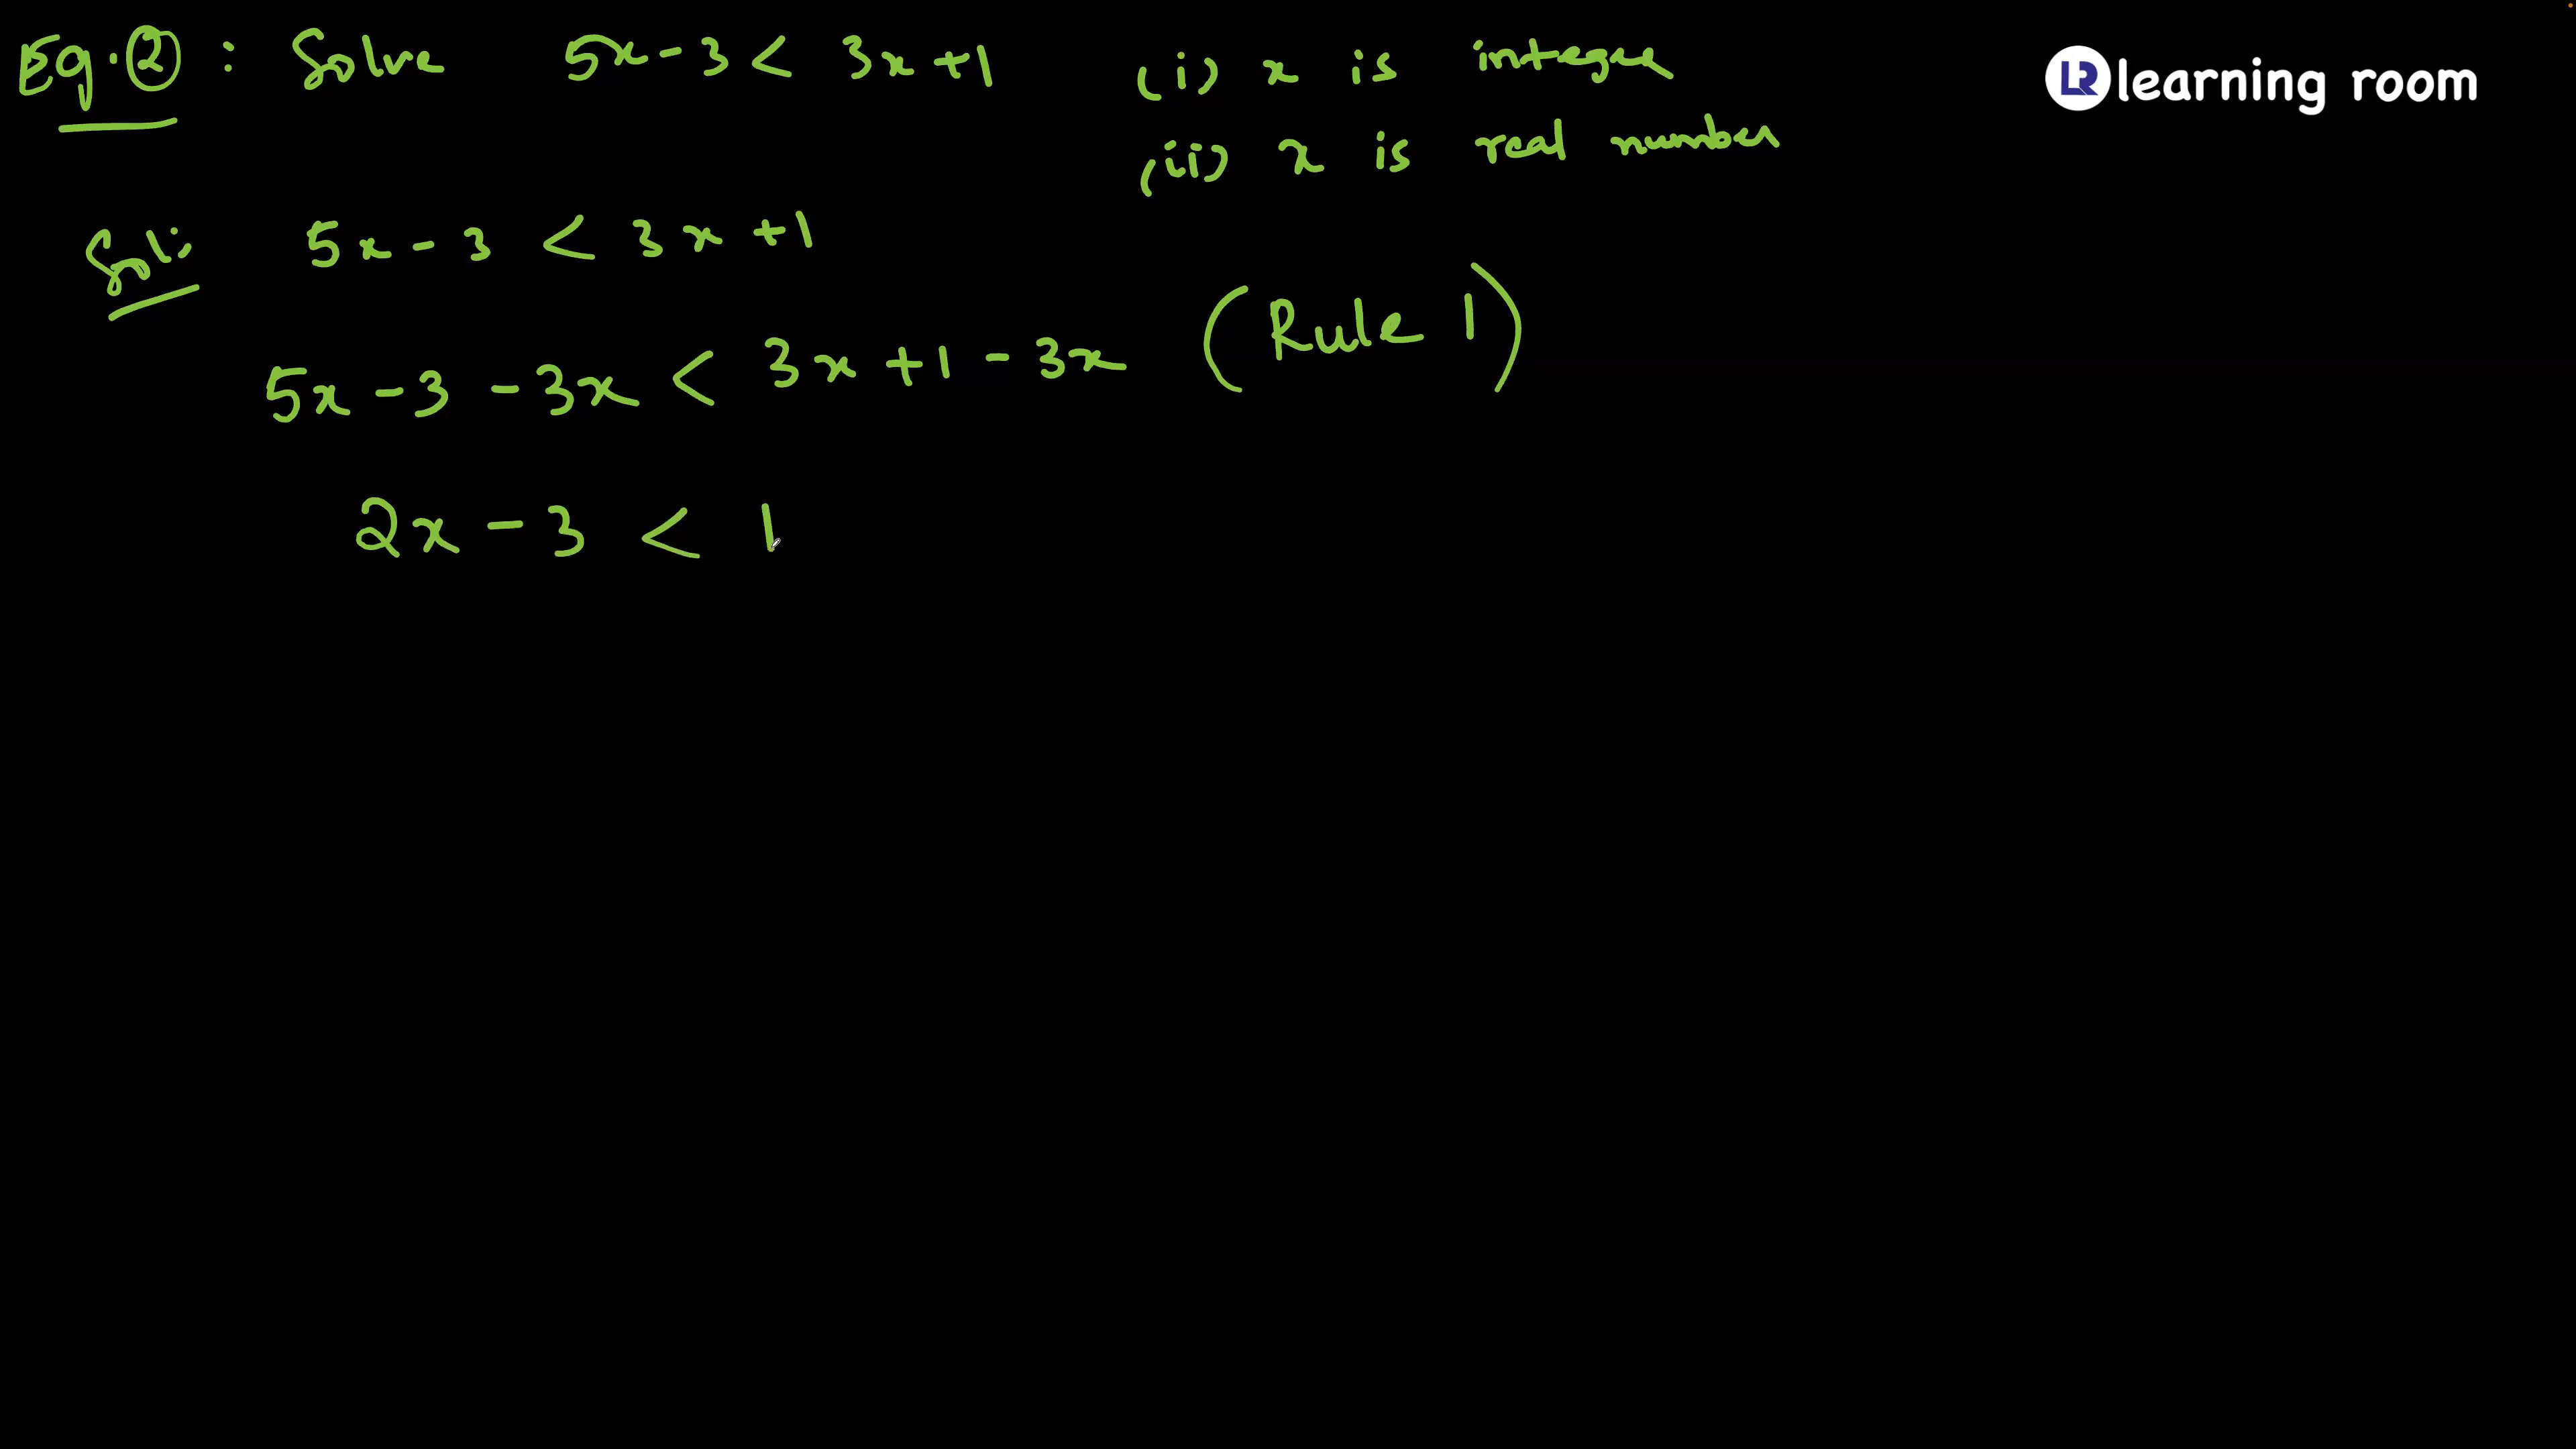 Eg. ② : Solve 5x - 3 < 3x + 1 (i) x is integer
(ii) x is real number
learning room
Sol: 5x - 3 < 3x + 1
5x - 3 - 3x < 3x + 1 - 3x (Rule 1)
2x - 3 < 1